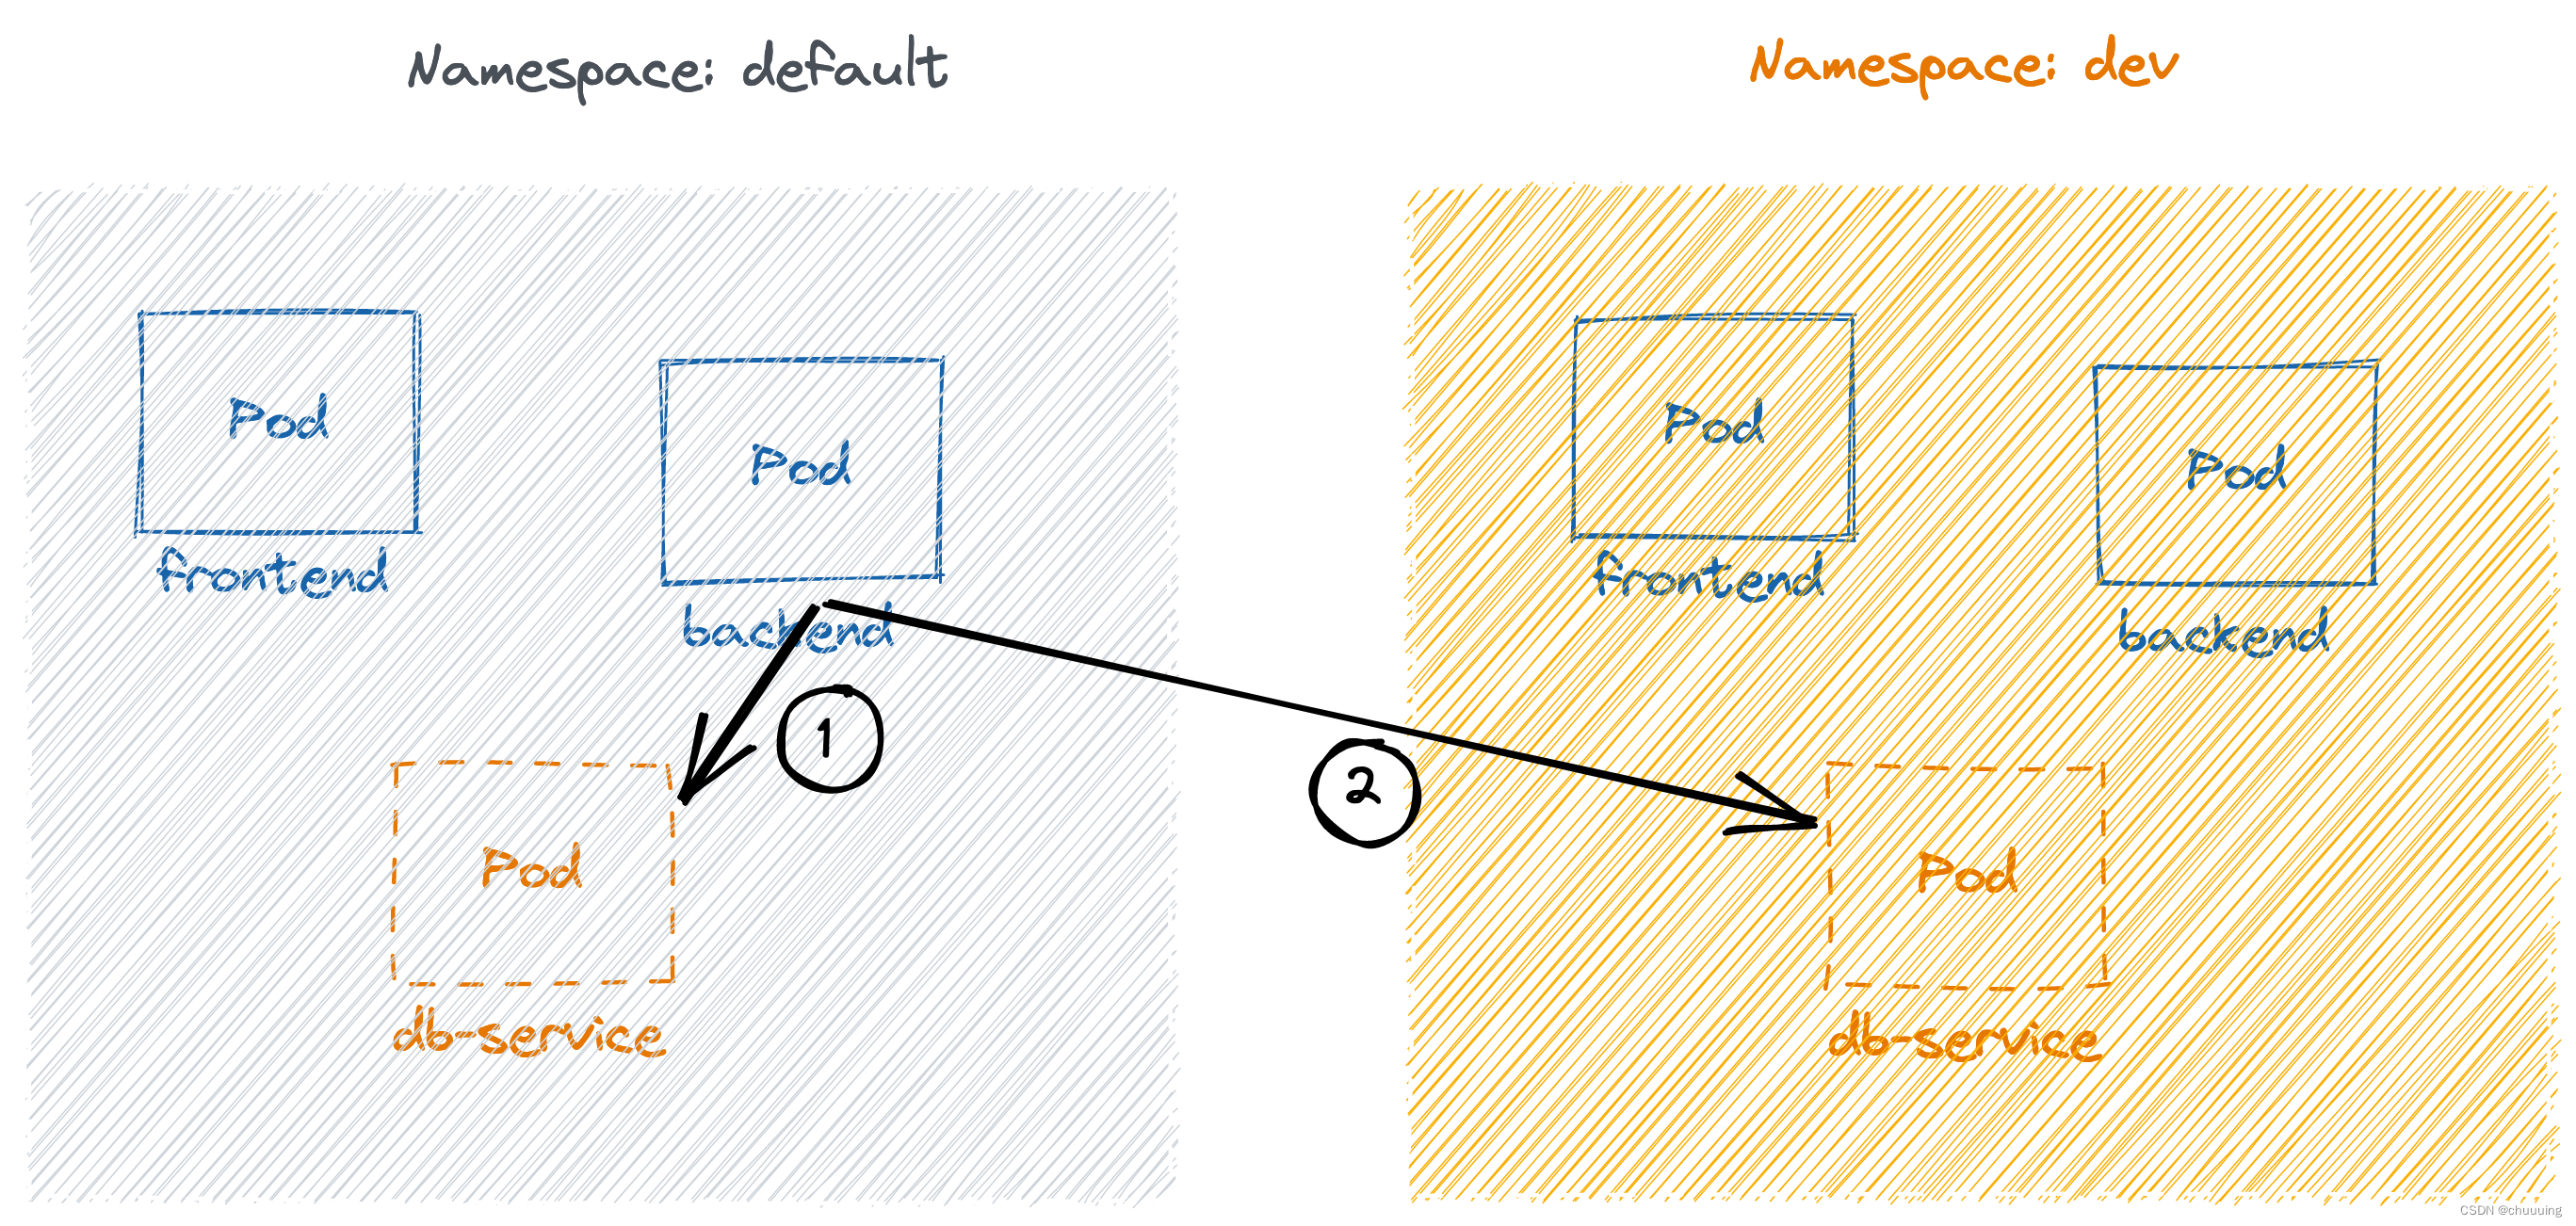 Namespace: default
Namespace: dev
Pod
frontend
Pod
backend
1
Pod
db-service
Pod
frontend
Pod
backend
2
Pod
db-service
CSDN @chuuuing